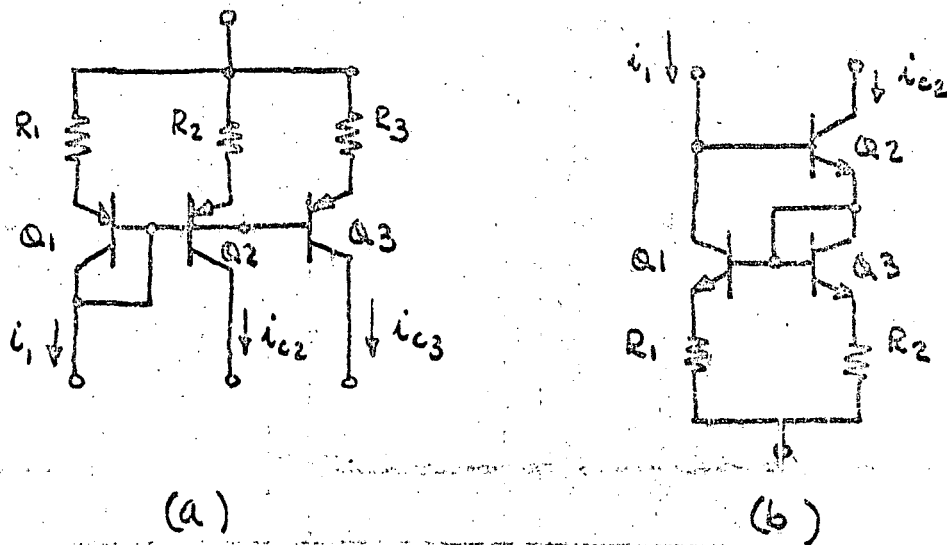 R1 R2 R3
Q1 Q2 Q3
i1 ic2 ic3
(a)
i1 ic2
Q2
Q1 Q3
R1 R2
(b)